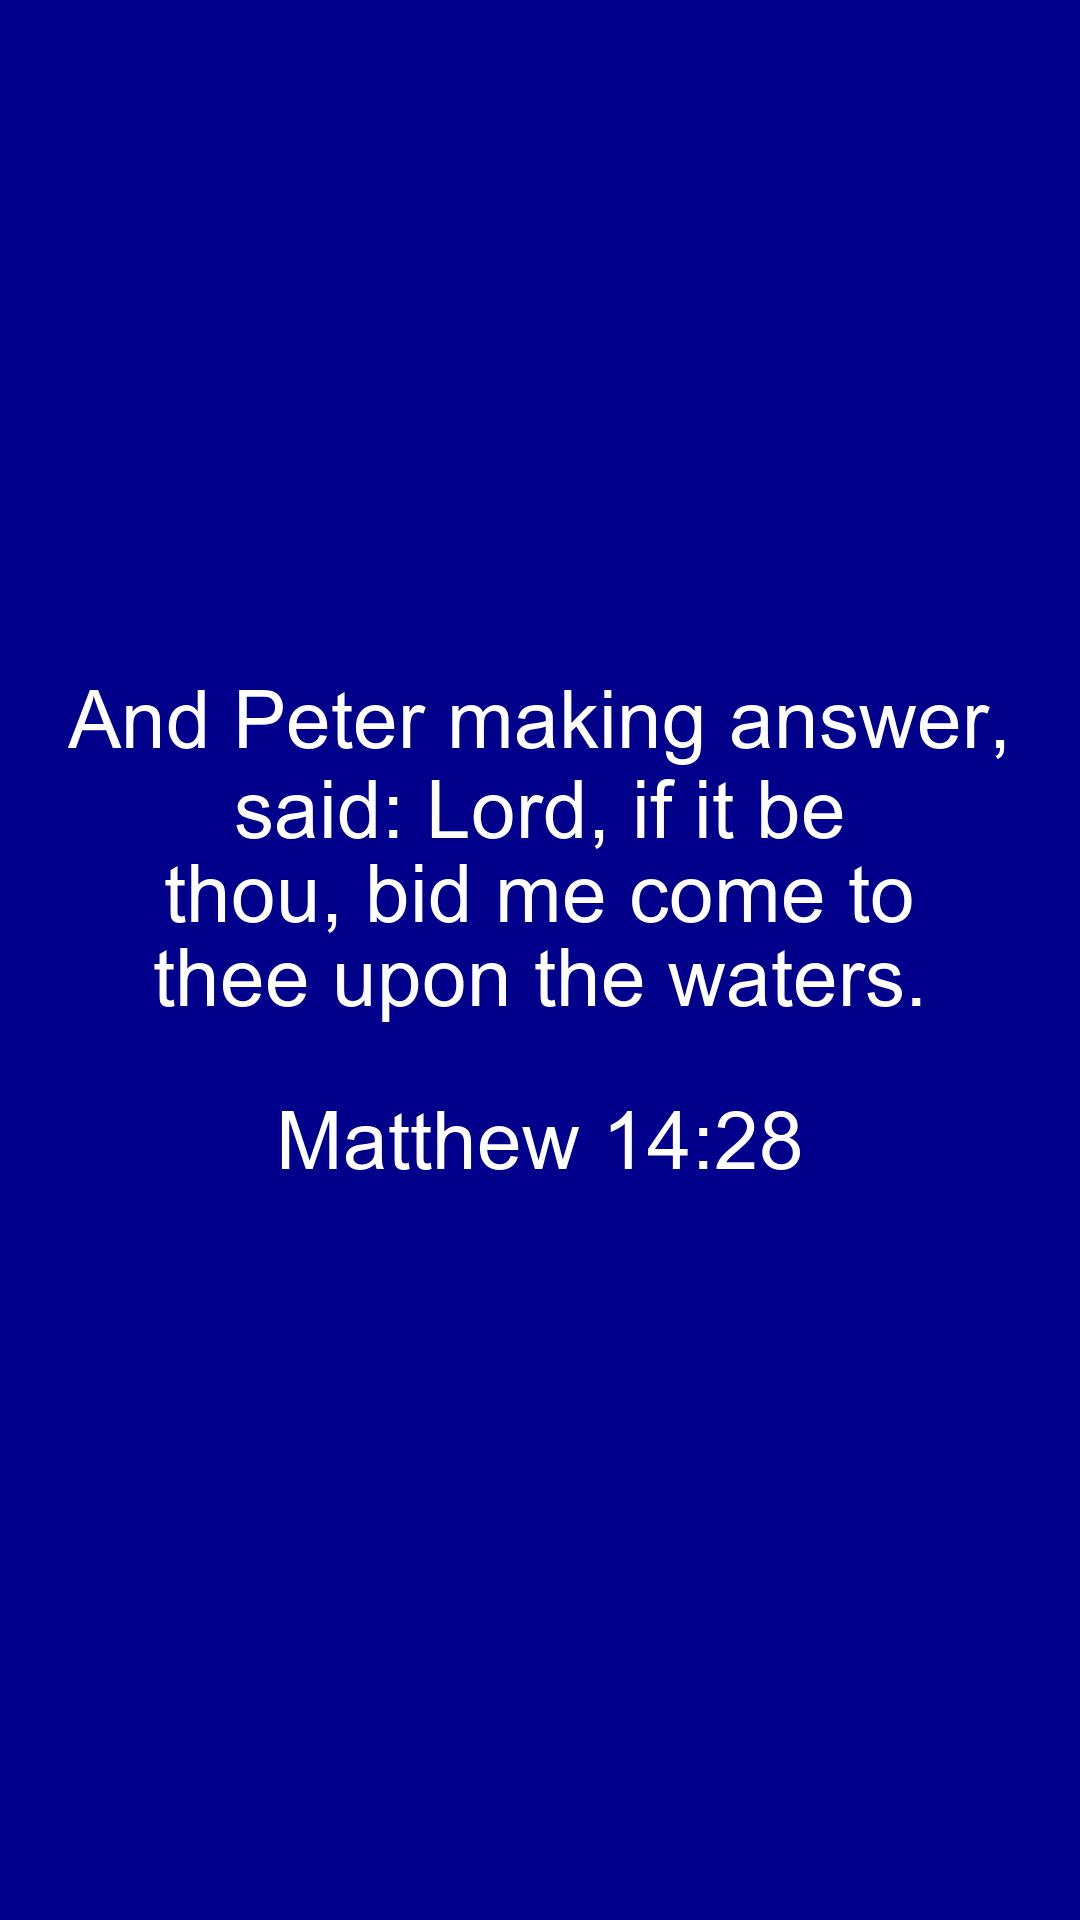 And Peter making answer,
said: Lord, if it be
thou, bid me come to
thee upon the waters.
Matthew 14:28